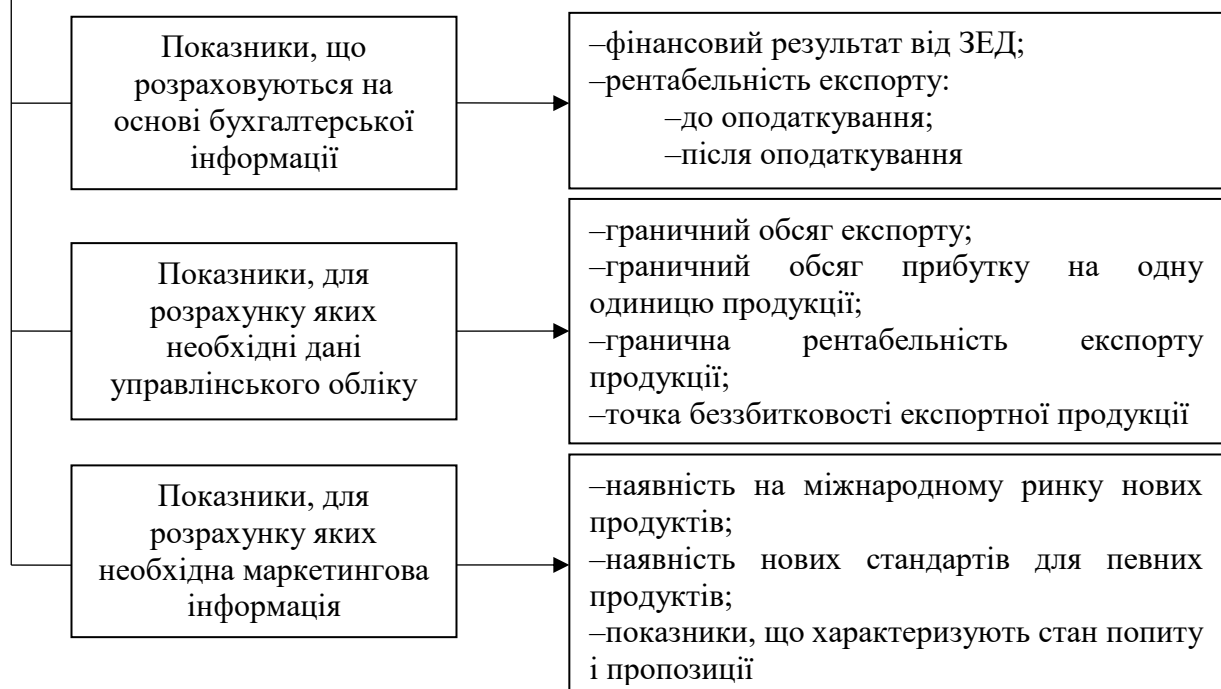 Показники, що
розраховуються на
основі бухгалтерської
інформації
–фінансовий результат від ЗЕД;
–рентабельність експорту:
–до оподаткування;
–після оподаткування
Показники, для
розрахунку яких
необхідні дані
управлінського обліку
–граничний обсяг експорту;
–граничний обсяг прибутку на одну
одиницю продукції;
–гранична рентабельність експорту
продукції;
–точка беззбитковості експортної продукції
Показники, для
розрахунку яких
необхідна маркетингова
інформація
–наявність на міжнародному ринку нових
продуктів;
–наявність нових стандартів для певних
продуктів;
–показники, що характеризують стан попиту
і пропозиції